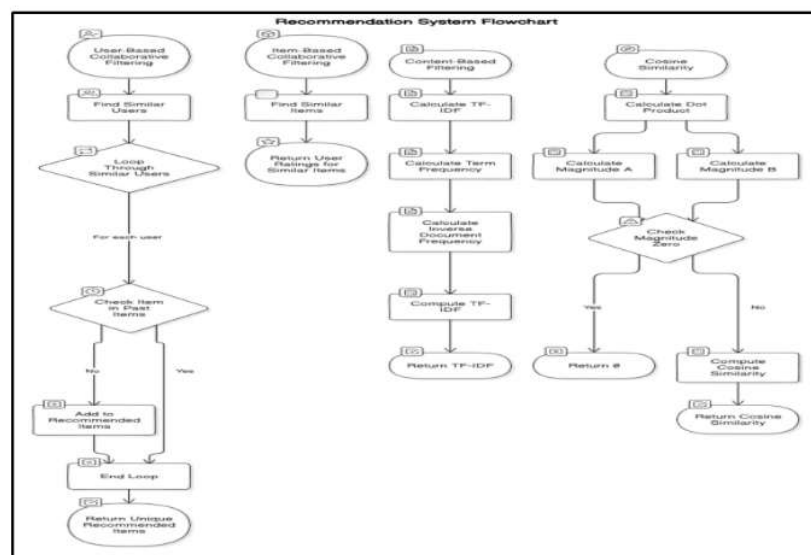 Recommendation System Flowchart
User-Based
Collaborative
Filtering
Find Similar
Users
Loop
Through
Similar Users
For each user
Check Item
in Past
Items
No
Yes
Add to
Recommended
Items
End Loop
Return Unique
Recommended
Items
Item-Based
Collaborative
Filtering
Find Similar
Items
Return User
Ratings for
Similar Items
Content-Based
Filtering
Calculate TF-
IDF
Calculate Term
Frequency
Calculate
Inverse
Document
Frequency
Compute TF-
IDF
Return TF-IDF
Cosine
Similarity
Calculate Dot
Product
Calculate
Magnitude A
Calculate
Magnitude B
Check
Magnitude
Zero
Yes
No
Return 0
Compute
Cosine
Similarity
Return Cosine
Similarity